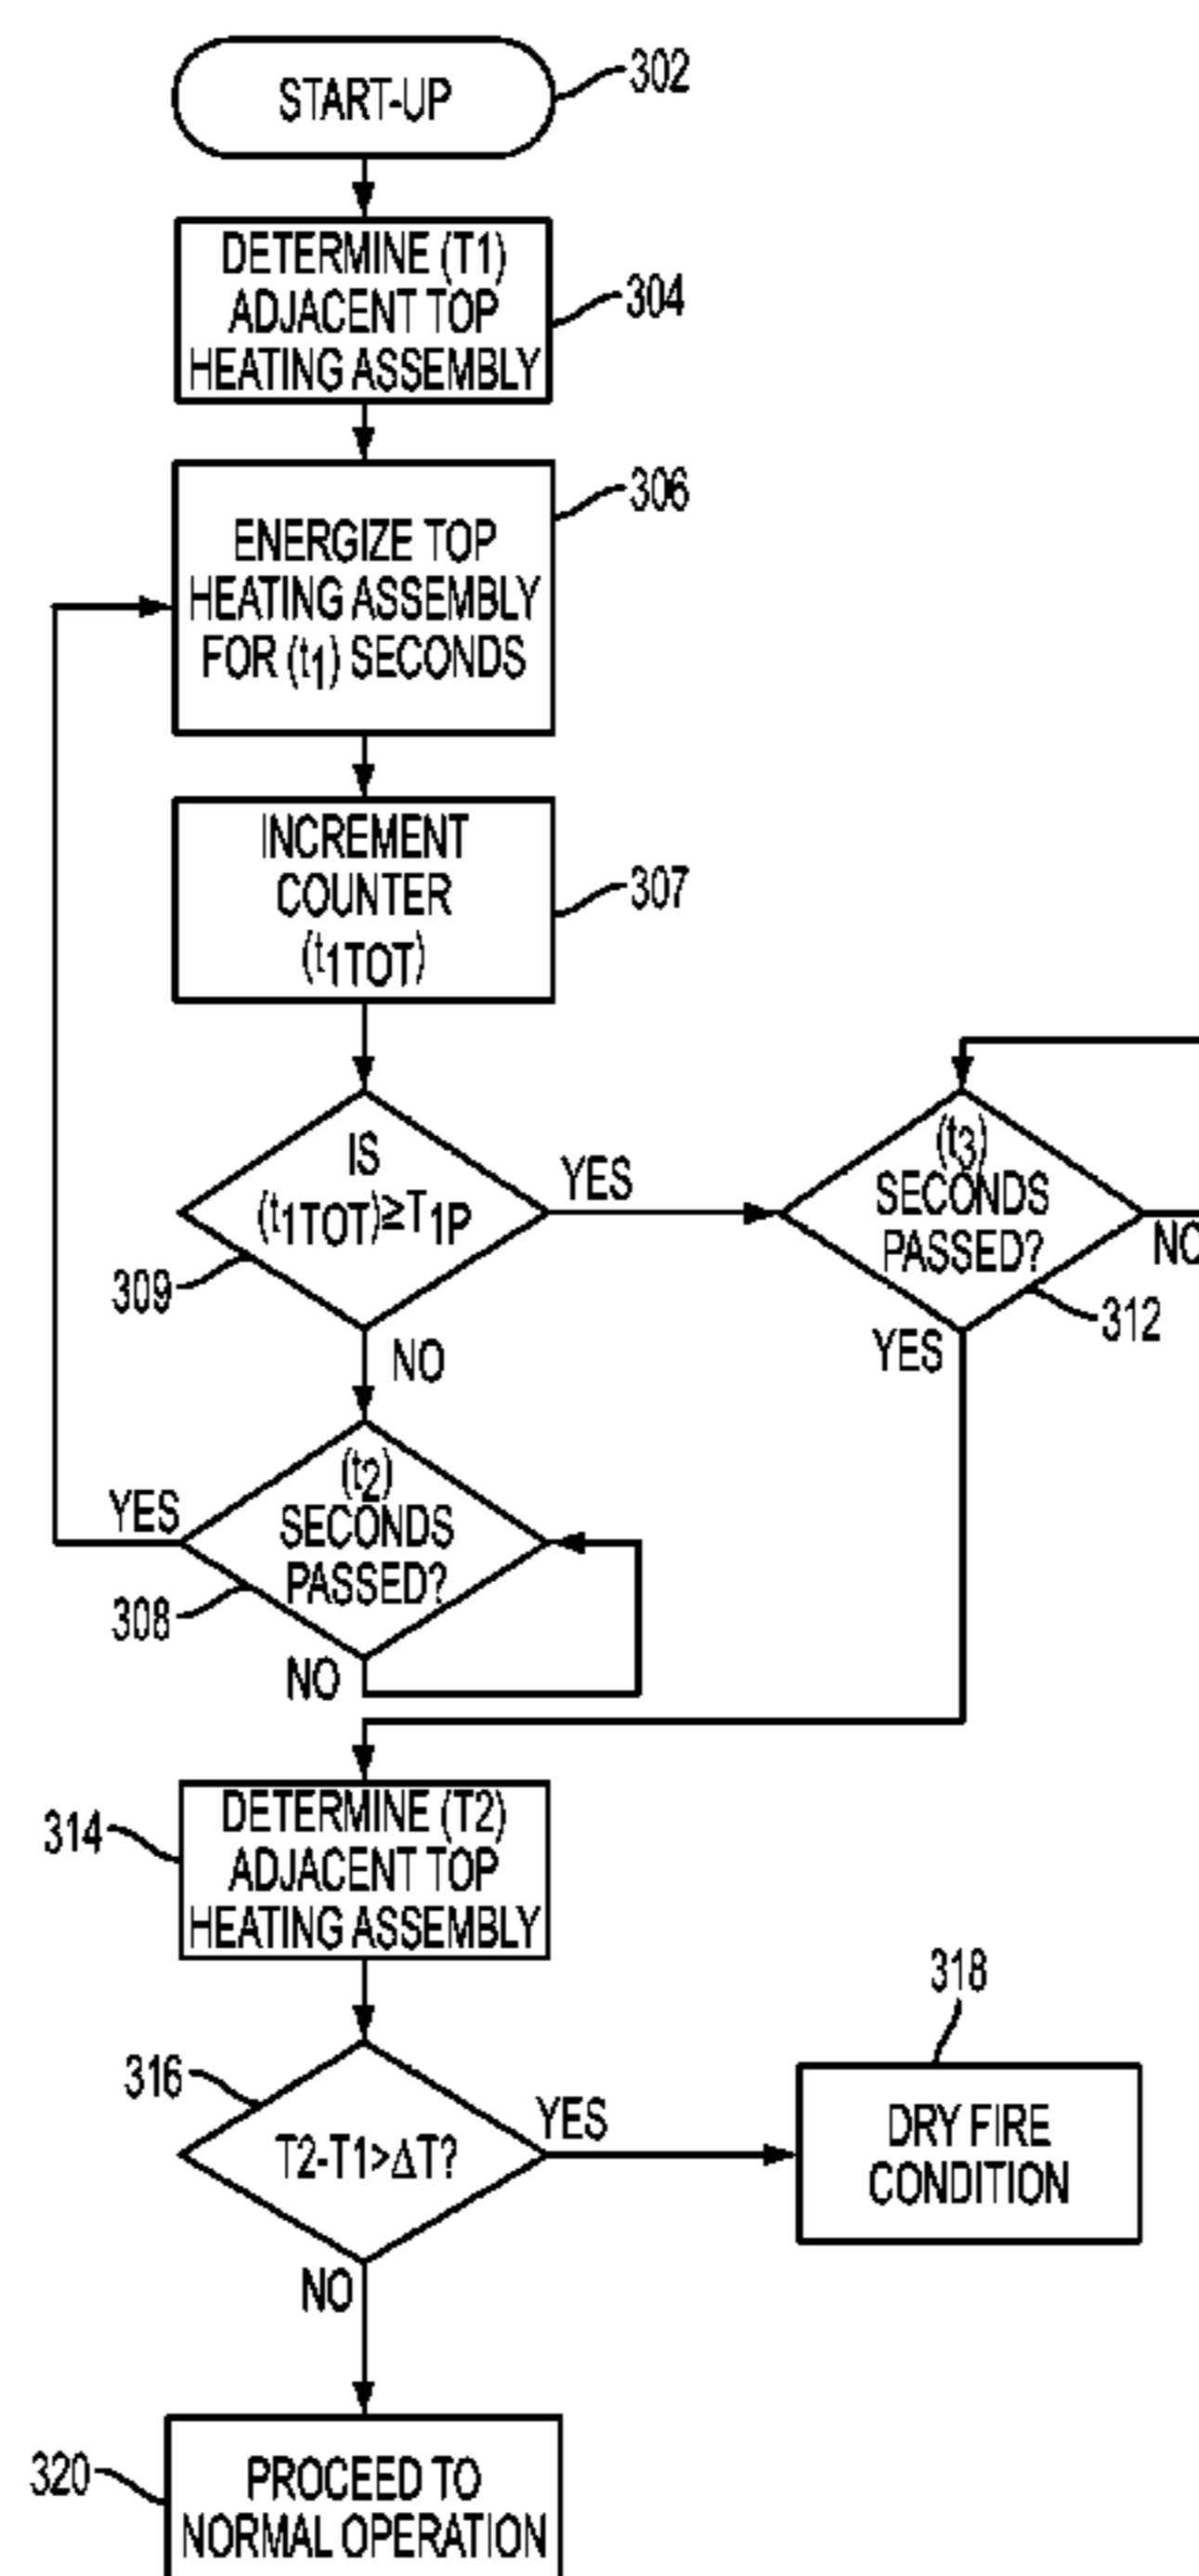 START-UP
302
DETERMINE (T1)
ADJACENT TOP
HEATING ASSEMBLY
304
306
ENERGIZE TOP
HEATING ASSEMBLY
FOR (t1) SECONDS
INCREMENT
COUNTER
(t1TOT)
307
IS
(t1TOT)≥T1P
YES
309
NO
(t3)
SECONDS
PASSED?
NO
312
YES
(t2)
SECONDS
PASSED?
YES
308
NO
314
DETERMINE (T2)
ADJACENT TOP
HEATING ASSEMBLY
316
T2-T1>ΔT?
YES
318
DRY FIRE
CONDITION
NO
320
PROCEED TO
NORMAL OPERATION